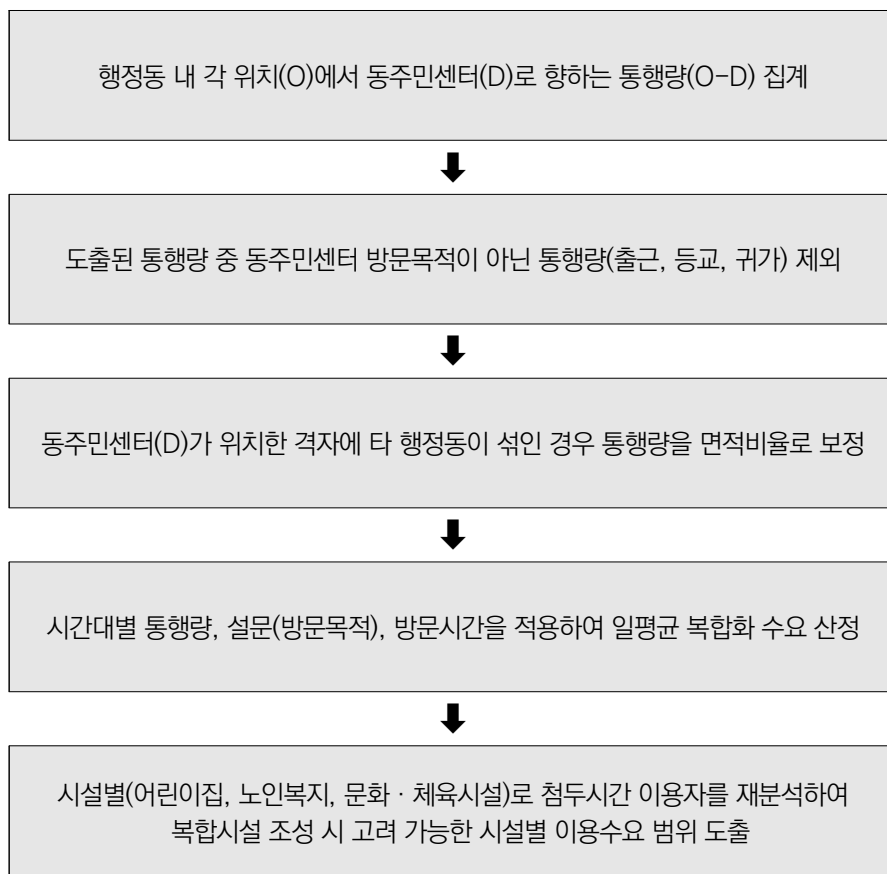 행정동 내 각 위치(O)에서 동주민센터(D)로 향하는 통행량(O-D) 집계
도출된 통행량 중 동주민센터 방문목적이 아닌 통행량(출근, 등교, 귀가) 제외
동주민센터(D)가 위치한 격자에 타 행정동이 섞인 경우 통행량을 면적비율로 보정
시간대별 통행량, 설문(방문목적), 방문시간을 적용하여 일평균 복합화 수요 산정
시설별(어린이집, 노인복지, 문화 · 체육시설)로 첨두시간 이용자를 재분석하여
복합시설 조성 시 고려 가능한 시설별 이용수요 범위 도출